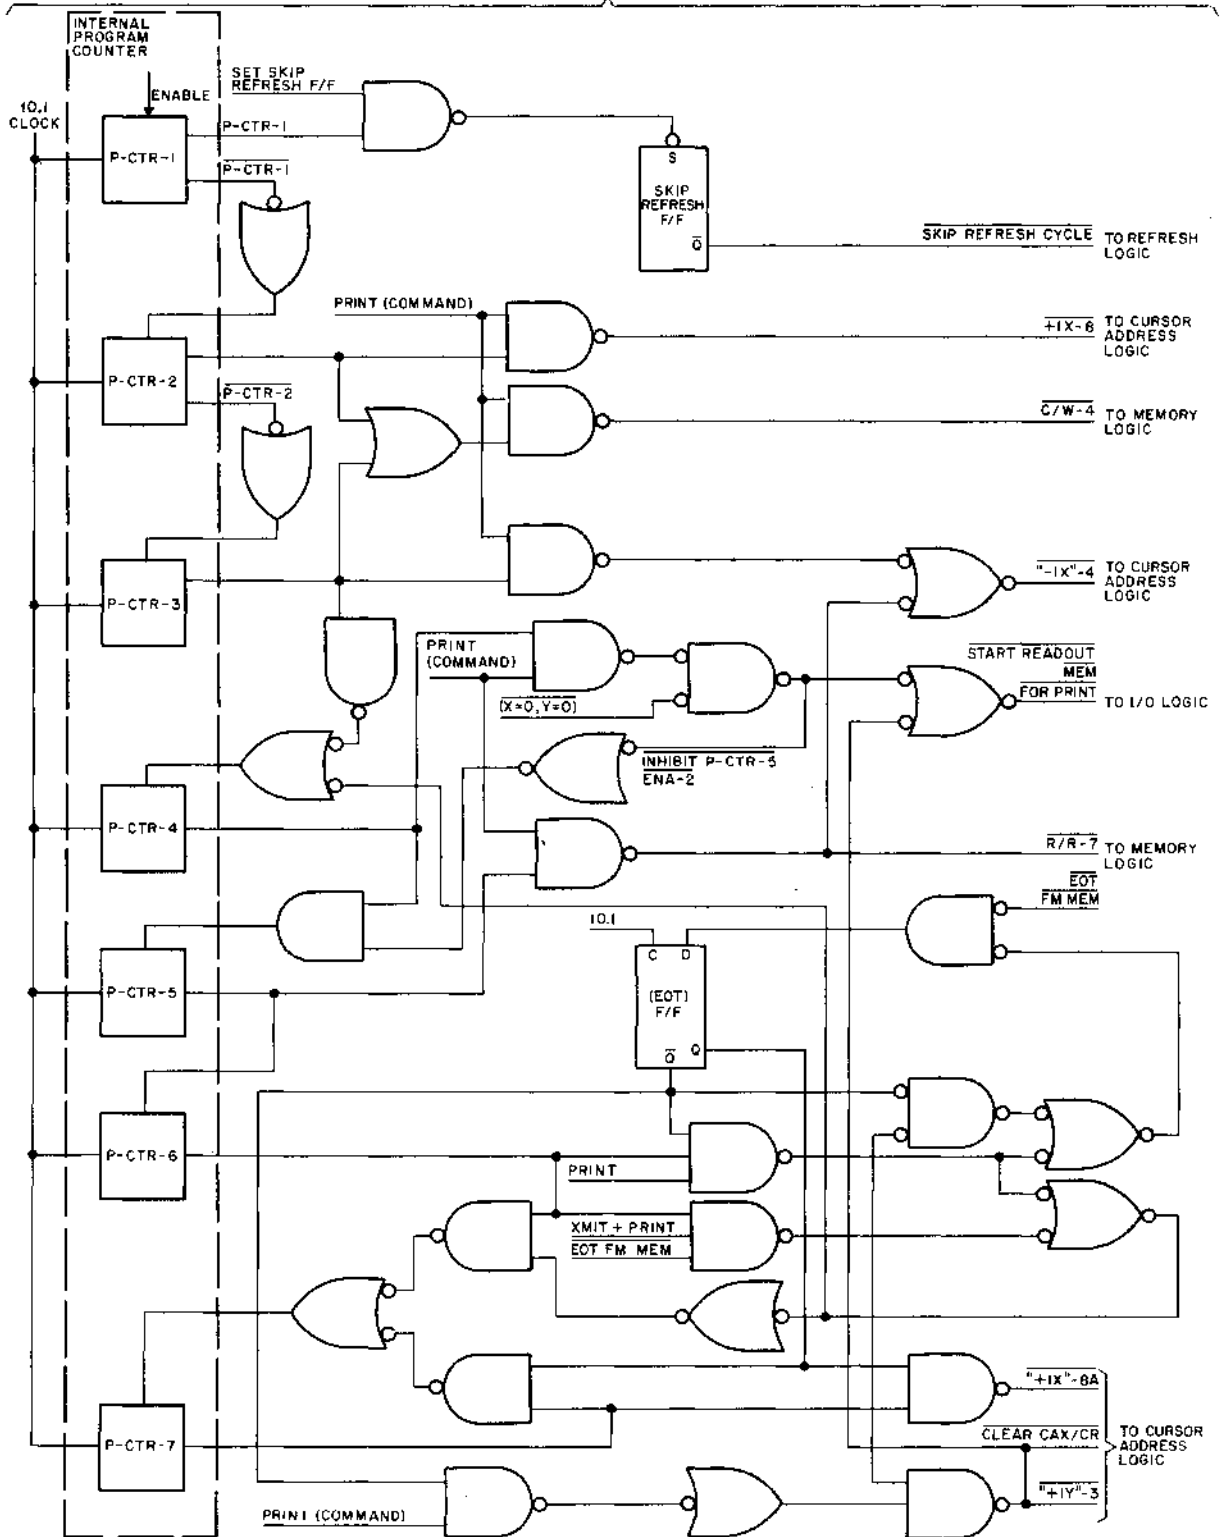 INTERNAL
PROGRAM
COUNTER
ENABLE
10.1
CLOCK
SET SKIP
REFRESH F/F
P-CTR-1
P-CTR-1
P-CTR-1
S
SKIP
REFRESH
F/F
Q
SKIP REFRESH CYCLE
TO REFRESH
LOGIC
PRINT (COMMAND)
+1X-8
TO CURSOR
ADDRESS
LOGIC
P-CTR-2
P-CTR-2
C/W-4
TO MEMORY
LOGIC
P-CTR-3
"-1X"-4
TO CURSOR
ADDRESS
LOGIC
PRINT
(COMMAND)
(X=0,Y=0)
START READOUT
MEM
FOR PRINT
TO I/O LOGIC
INHIBIT P-CTR-5
ENA-2
P-CTR-4
R/R-7
TO MEMORY
LOGIC
EOT
FM MEM
10.1
C D
(EOT)
F/F
Q Q
P-CTR-5
P-CTR-6
PRINT
XMIT + PRINT
EOT FM MEM
P-CTR-7
"+1X"-8A
CLEAR CAX/CR
"+1Y"-3
TO CURSOR
ADDRESS
LOGIC
PRINT (COMMAND)